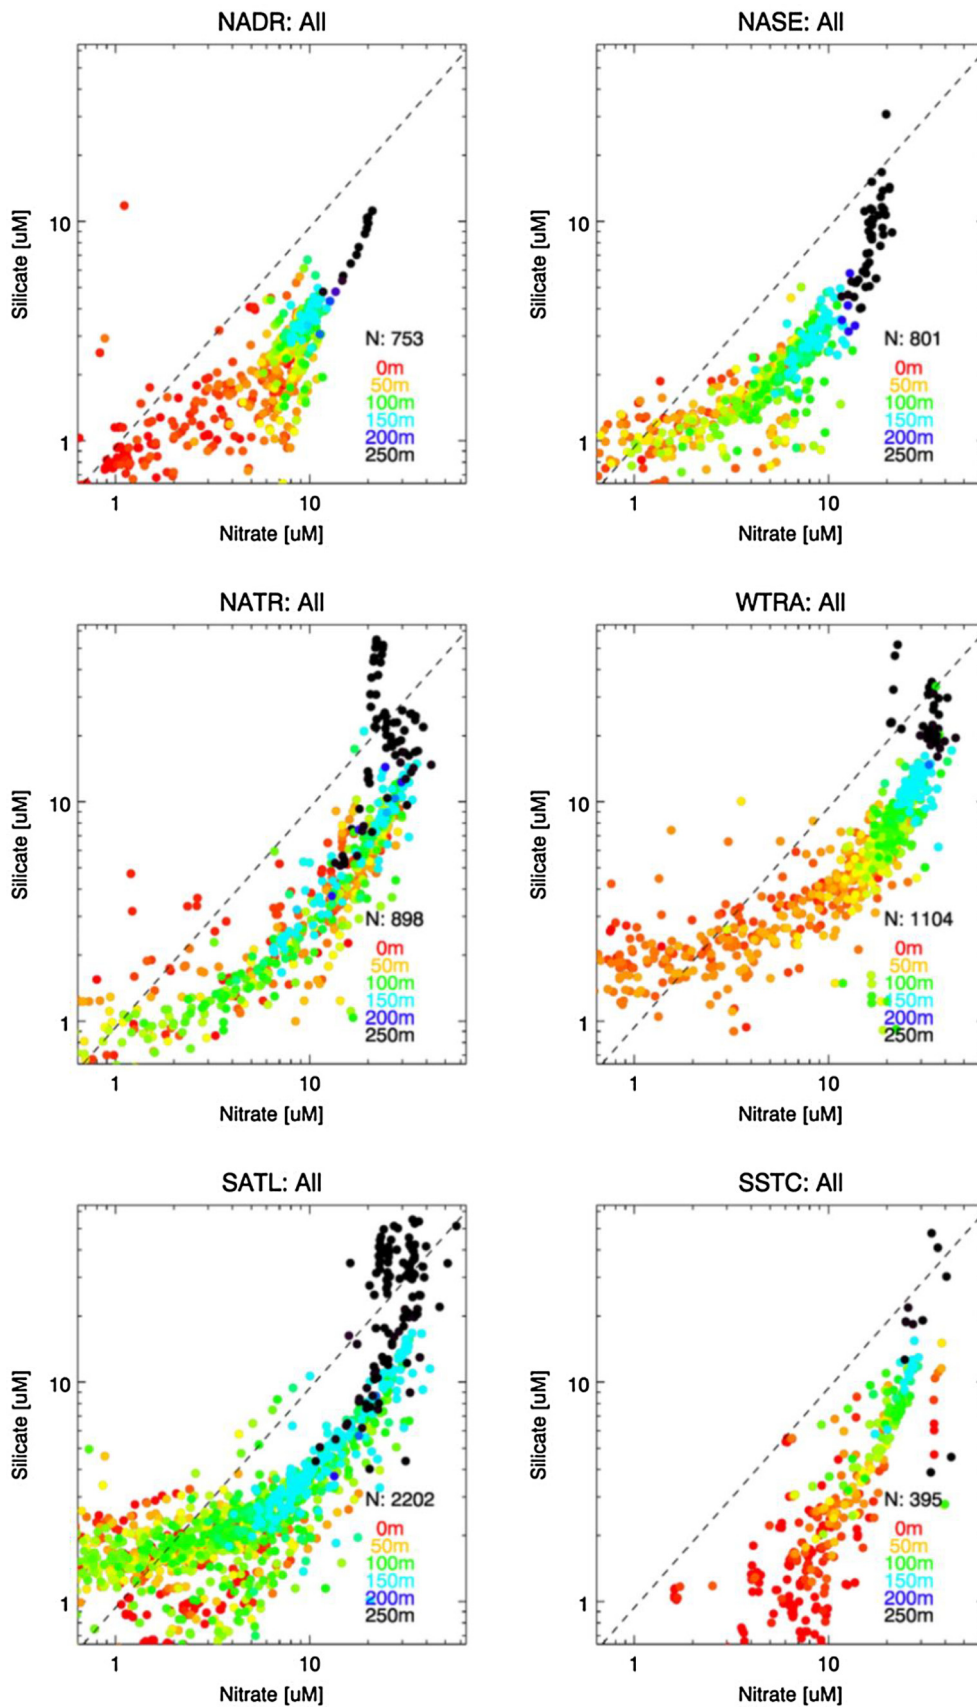 NADR: All
Silicate [uM]
10
1
N: 753
0m
50m
100m
150m
200m
250m
1
10
Nitrate [uM]
NASE: All
Silicate [uM]
10
1
N: 801
0m
50m
100m
150m
200m
250m
1
10
Nitrate [uM]
NATR: All
Silicate [uM]
10
1
N: 898
0m
50m
100m
150m
200m
250m
1
10
Nitrate [uM]
WTRA: All
Silicate [uM]
10
1
N: 1104
0m
50m
100m
150m
200m
250m
1
10
Nitrate [uM]
SATL: All
Silicate [uM]
10
1
N: 2202
0m
50m
100m
150m
200m
250m
1
10
Nitrate [uM]
SSTC: All
Silicate [uM]
10
1
N: 395
0m
50m
100m
150m
200m
250m
1
10
Nitrate [uM]